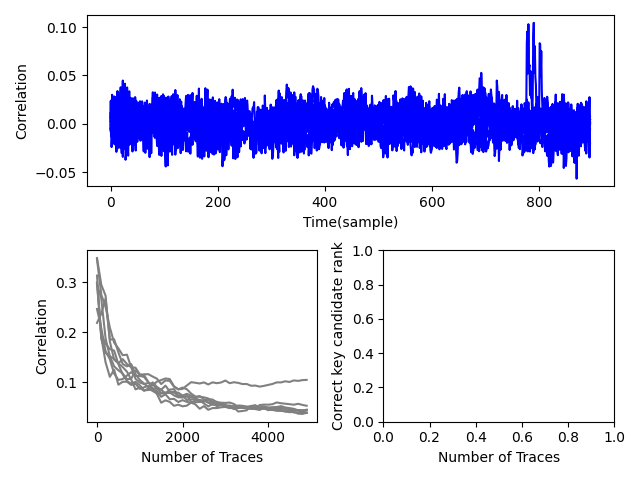 0.10
0.05
0.00
−0.05
Correlation
0 200 400 600 800
Time(sample)
0.3
0.2
0.1
Correlation
0 2000 4000
Number of Traces
1.0
0.8
0.6
0.4
0.2
0.0
Correct key candidate rank
0.0 0.2 0.4 0.6 0.8 1.0
Number of Traces